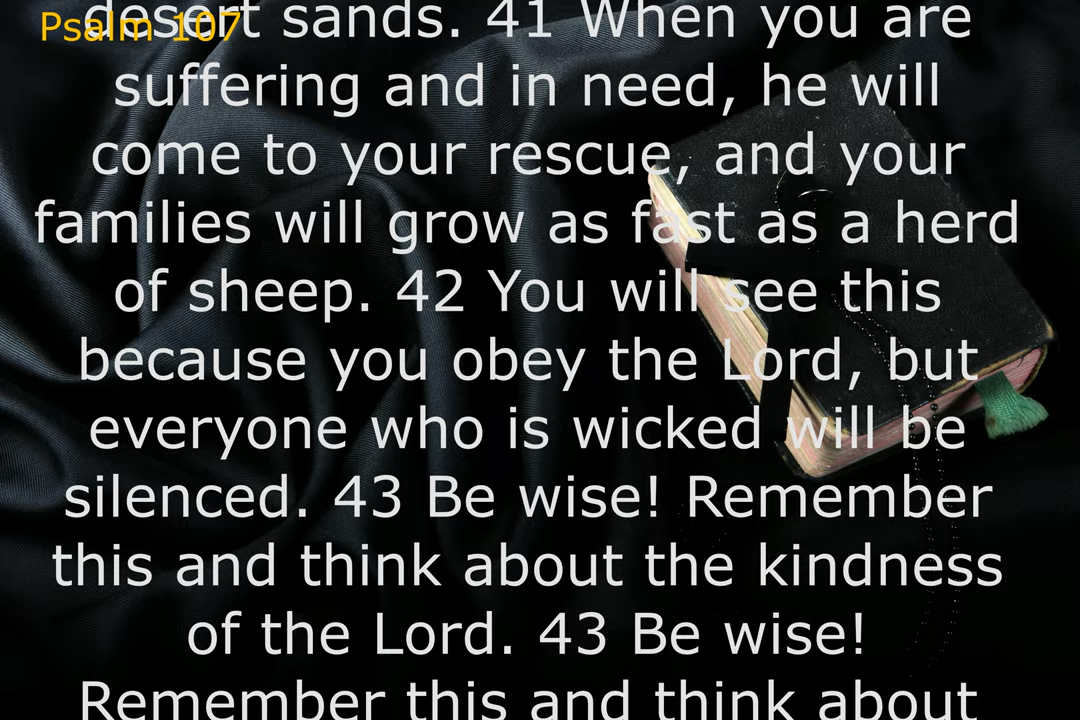 Psalm 107
desert sands. 41 When you are
suffering and in need, he will
come to your rescue, and your
families will grow as fast as a herd
of sheep. 42 You will see this
because you obey the Lord, but
everyone who is wicked will be
silenced. 43 Be wise! Remember
this and think about the kindness
of the Lord. 43 Be wise!
Remember this and think about